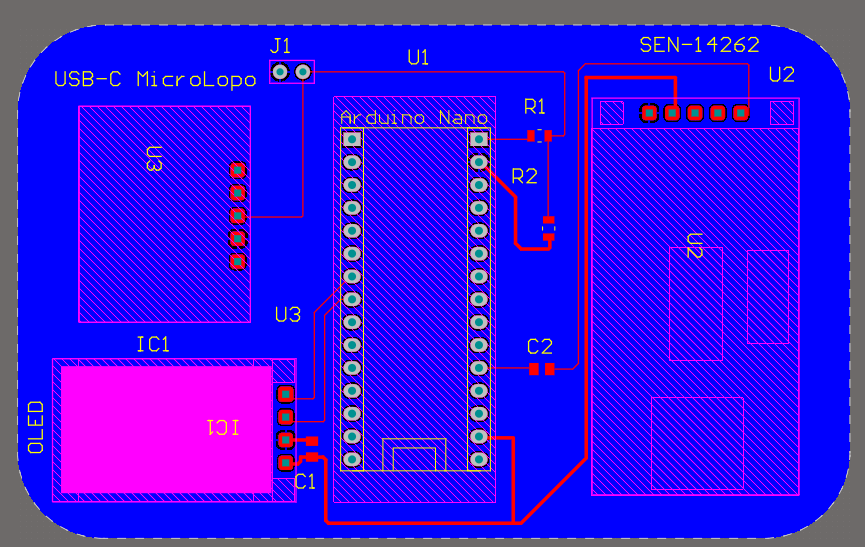 J1
U1
SEN-14262
U2
USB-C MicroLopo
Arduino Nano
R1
U3
R2
U2
U3
IC1
C2
OLED
IC1
C1